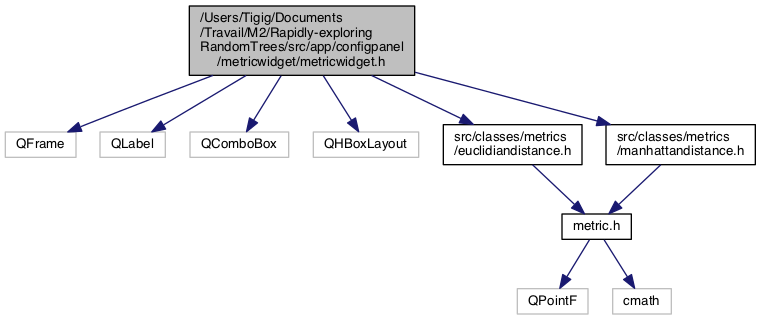 /Users/Tigig/Documents
/Travail/M2/Rapidly-exploring
RandomTrees/src/app/configpanel
/metricwidget/metricwidget.h
QFrame
QLabel
QComboBox
QHBoxLayout
src/classes/metrics
/euclidiandistance.h
src/classes/metrics
/manhattandistance.h
metric.h
QPointF
cmath